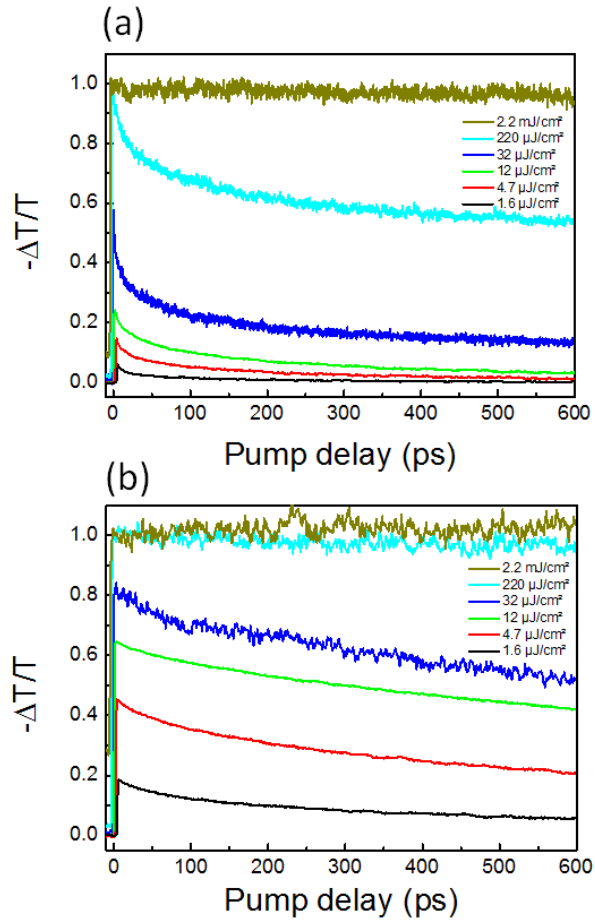 (a)
1.0
0.8
0.6
0.4
0.2
0.0
-ΔT/T
2.2 mJ/cm²
220 μJ/cm²
32 μJ/cm²
12 μJ/cm²
4.7 μJ/cm²
1.6 μJ/cm²
0 100 200 300 400 500 600
Pump delay (ps)
(b)
1.0
0.8
0.6
0.4
0.2
0.0
-ΔT/T
2.2 mJ/cm²
220 μJ/cm²
32 μJ/cm²
12 μJ/cm²
4.7 μJ/cm²
1.6 μJ/cm²
0 100 200 300 400 500 600
Pump delay (ps)